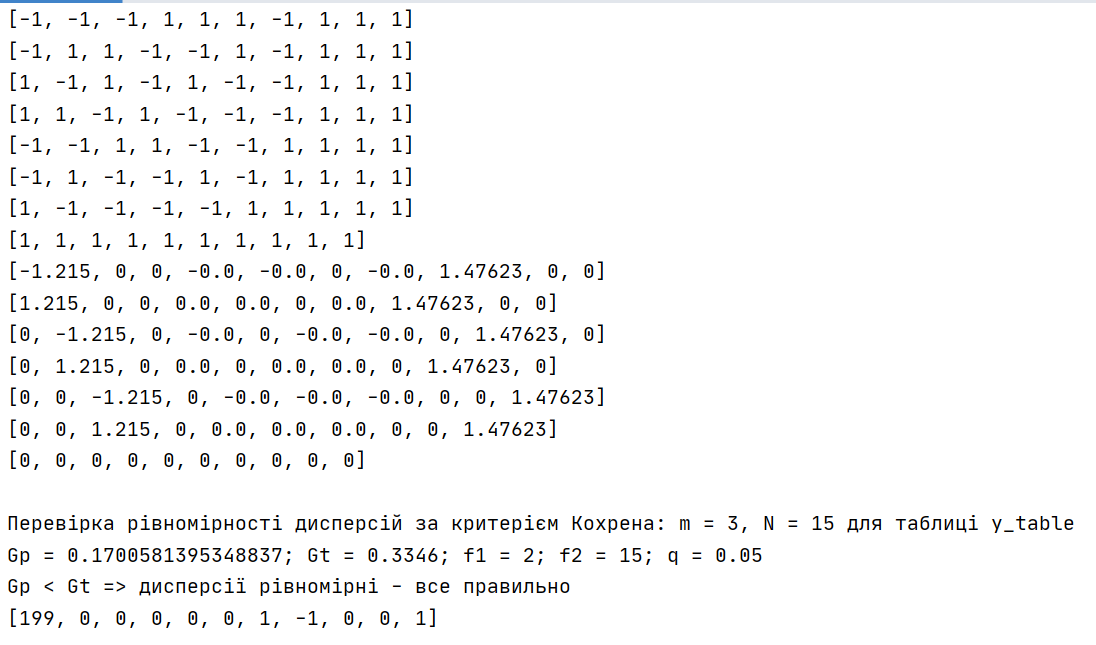 [-1, -1, -1, 1, 1, 1, -1, 1, 1, 1]
[-1, 1, 1, -1, -1, 1, -1, 1, 1, 1]
[1, -1, 1, -1, 1, -1, -1, 1, 1, 1]
[1, 1, -1, 1, -1, -1, -1, 1, 1, 1]
[-1, -1, 1, 1, -1, -1, 1, 1, 1, 1]
[-1, 1, -1, -1, 1, -1, 1, 1, 1, 1]
[1, -1, -1, -1, -1, 1, 1, 1, 1, 1]
[1, 1, 1, 1, 1, 1, 1, 1, 1, 1]
[-1.215, 0, 0, -0.0, -0.0, 0, -0.0, 1.47623, 0, 0]
[1.215, 0, 0, 0.0, 0.0, 0, 0.0, 1.47623, 0, 0]
[0, -1.215, 0, -0.0, 0, -0.0, -0.0, 0, 1.47623, 0]
[0, 1.215, 0, 0.0, 0, 0.0, 0.0, 0, 1.47623, 0]
[0, 0, -1.215, 0, -0.0, -0.0, -0.0, 0, 0, 1.47623]
[0, 0, 1.215, 0, 0.0, 0.0, 0.0, 0, 0, 1.47623]
[0, 0, 0, 0, 0, 0, 0, 0, 0, 0]
Перевірка рівномірності дисперсій за критерієм Кохрена: m = 3, N = 15 для таблиці y_table
Gp = 0.1700581395348837; Gt = 0.3346; f1 = 2; f2 = 15; q = 0.05
Gp < Gt => дисперсії рівномірні - все правильно
[199, 0, 0, 0, 0, 0, 1, -1, 0, 0, 1]